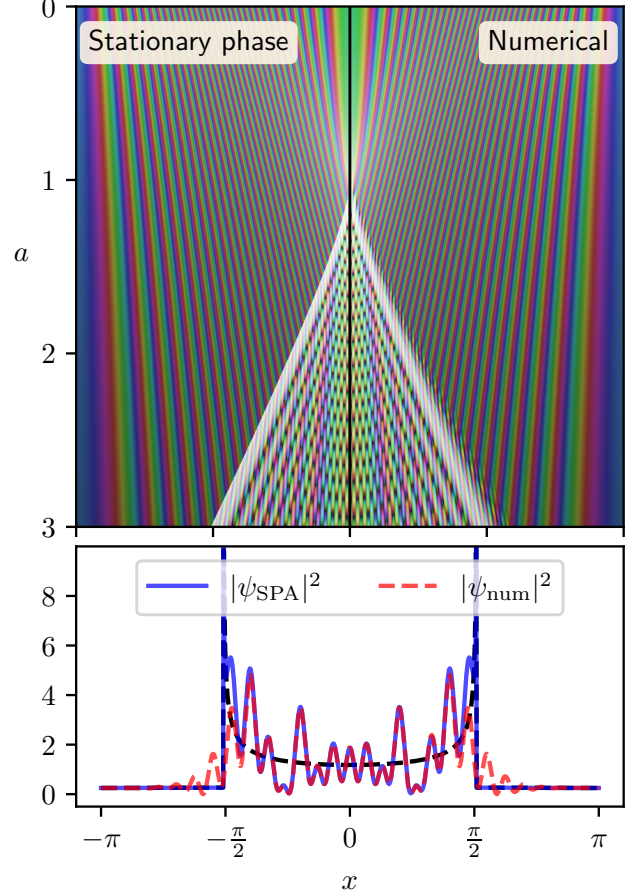 0
Stationary phase
Numerical
1
a
2
3
|ψ_SPA|²
|ψ_num|²
8
6
4
2
0
−π
−π/2
0
π/2
π
x